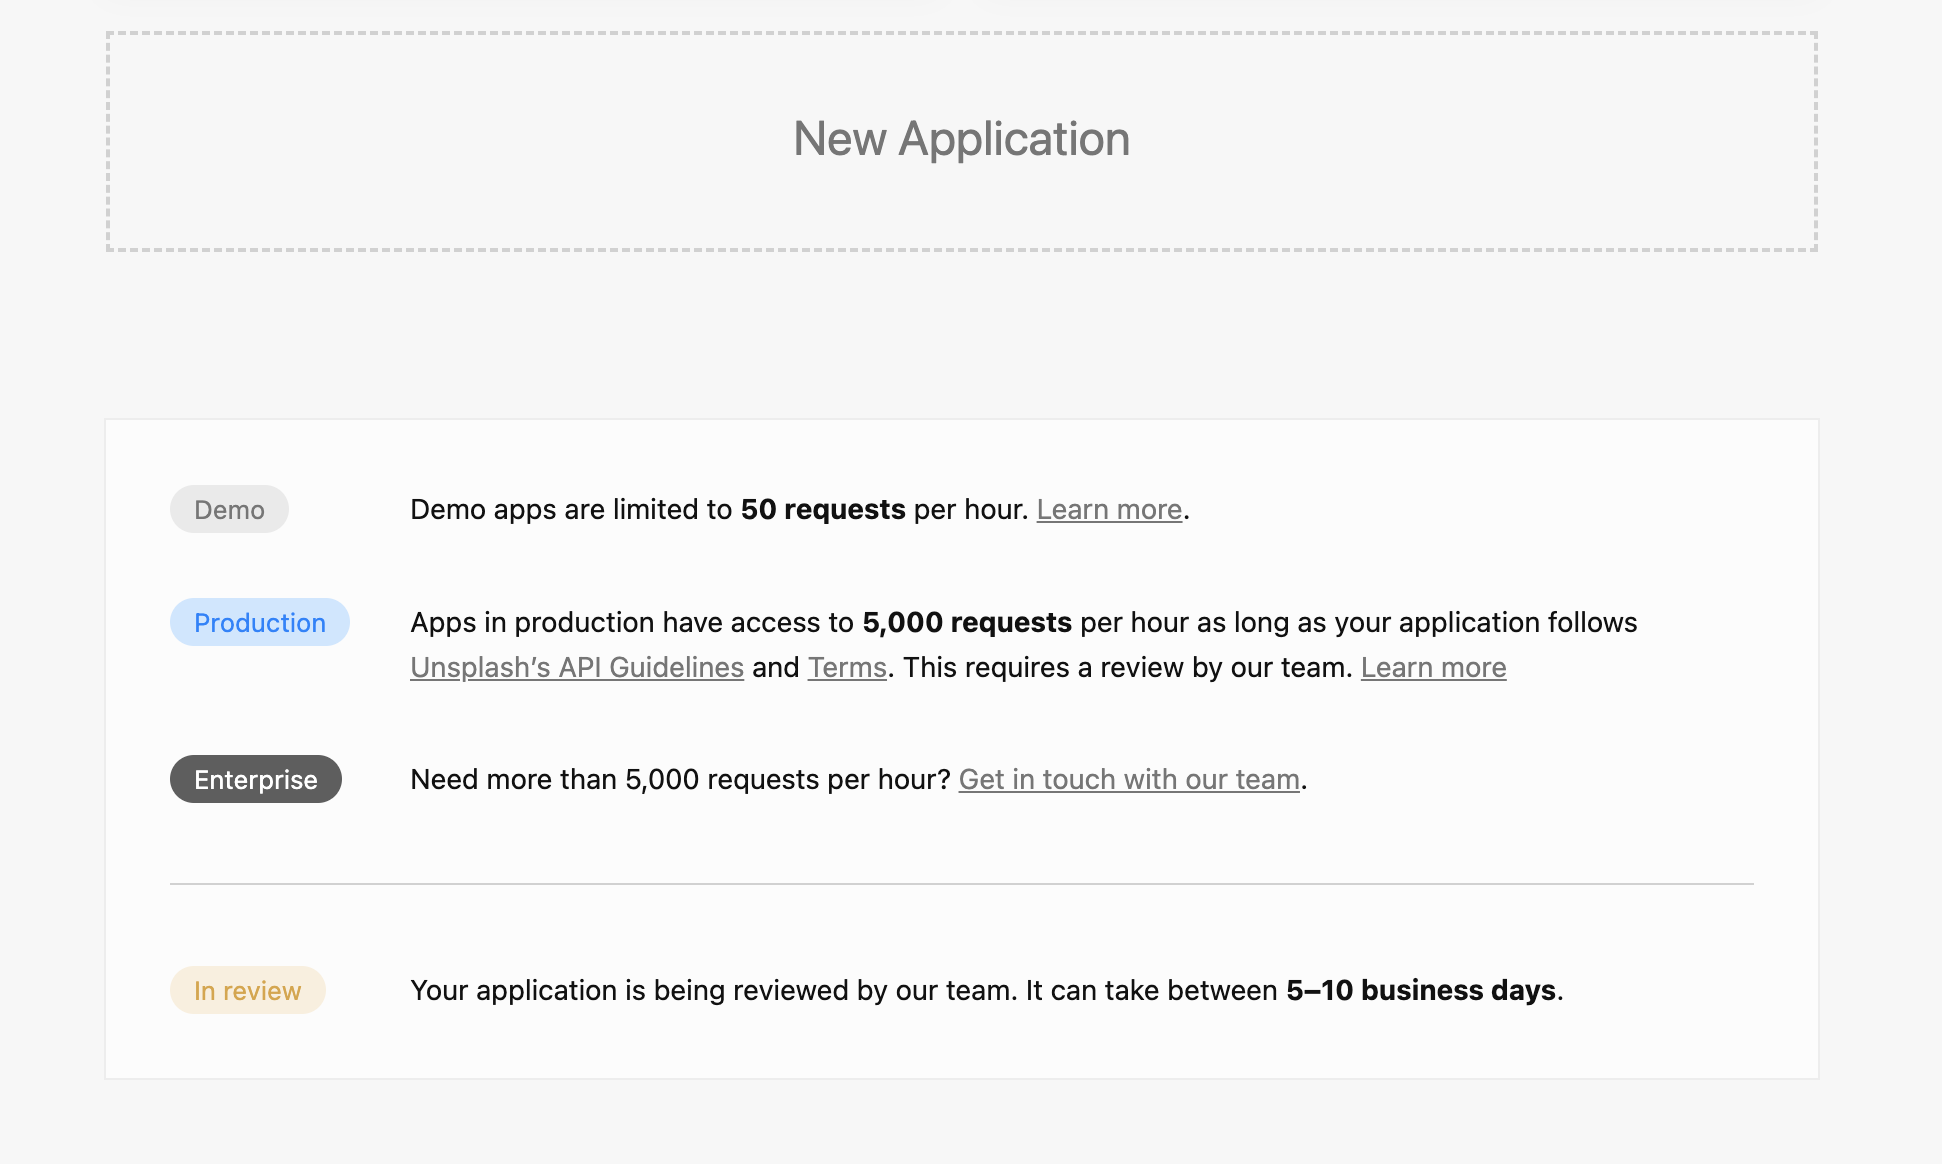 New Application
Demo
Demo apps are limited to 50 requests per hour. Learn more.
Production
Apps in production have access to 5,000 requests per hour as long as your application follows
Unsplash’s API Guidelines and Terms. This requires a review by our team. Learn more
Enterprise
Need more than 5,000 requests per hour? Get in touch with our team.
In review
Your application is being reviewed by our team. It can take between 5–10 business days.